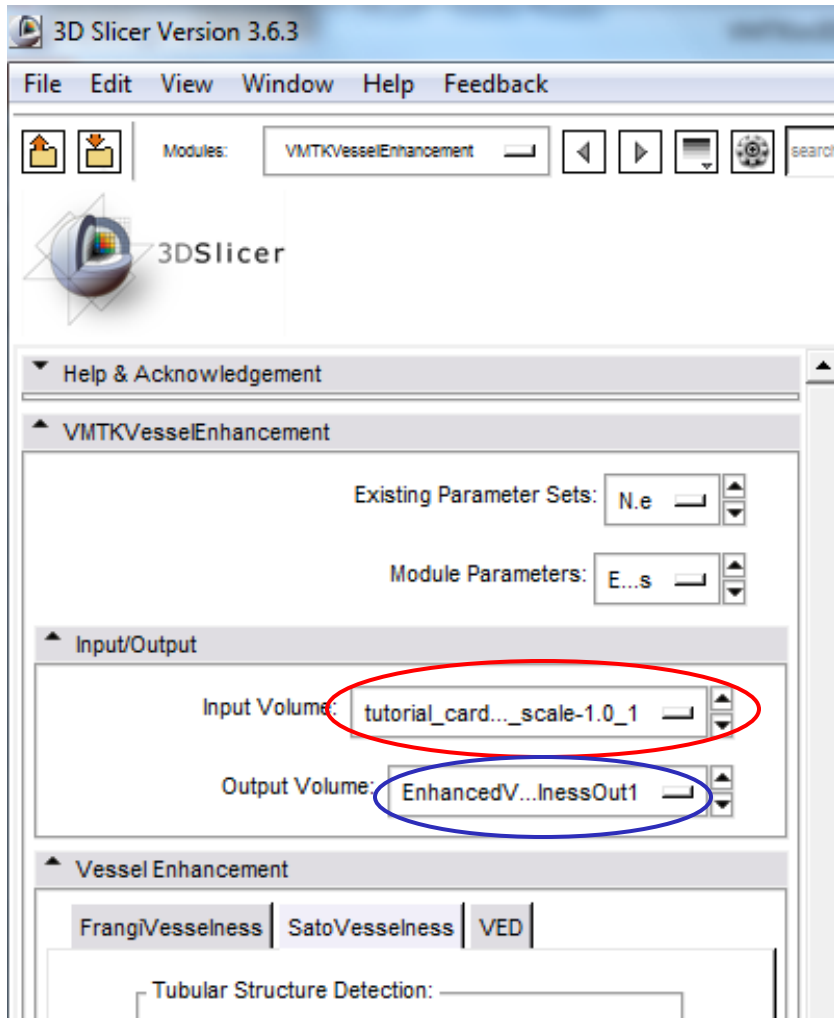 3D Slicer Version 3.6.3
File Edit View Window Help Feedback
Modules: VMTKVesselEnhancement search
3DSlicer
Help & Acknowledgement
VMTKVesselEnhancement
Existing Parameter Sets: N.e
Module Parameters: E...s
Input/Output
Input Volume: tutorial_card..._scale-1.0_1
Output Volume: EnhancedV...lnessOut1
Vessel Enhancement
FrangiVesselness SatoVesselness VED
Tubular Structure Detection: